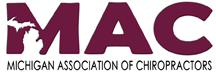 MAC
MICHIGAN ASSOCIATION OF CHIROPRACTORS